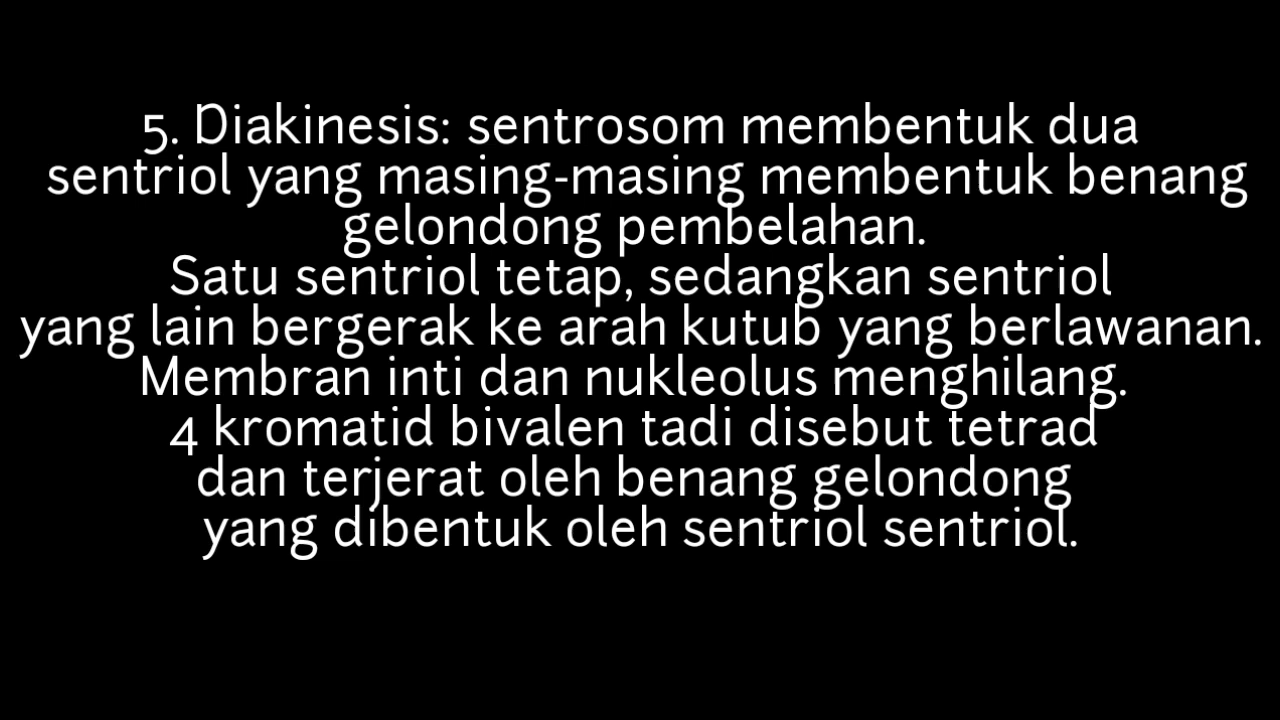 5. Diakinesis: sentrosom membentuk dua
sentriol yang masing-masing membentuk benang
gelondong pembelahan.
Satu sentriol tetap, sedangkan sentriol
yang lain bergerak ke arah kutub yang berlawanan.
Membran inti dan nukleolus menghilang.
4 kromatid bivalen tadi disebut tetrad
dan terjerat oleh benang gelondong
yang dibentuk oleh sentriol sentriol.